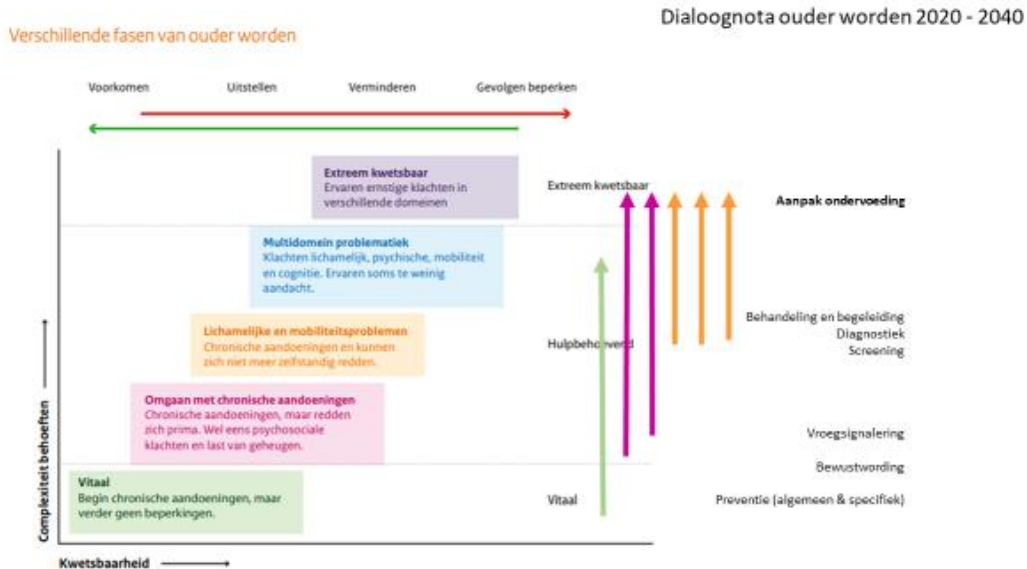 Dialoognota ouder worden 2020 - 2040
Verschillende fasen van ouder worden
Voorkomen
Uitstellen
Verminderen
Gevolgen beperken
Extreem kwetsbaar
Ervaren ernstige klachten in
verschillende domeinen
Multidomein problematiek
Klachten lichamelijk, psychische, mobiliteit
en cognitie. Ervaren soms te weinig
aandacht.
Lichamelijke en mobiliteitsproblemen
Chronische aandoeningen en kunnen
zich niet meer zelfstandig redden.
Omgaan met chronische aandoeningen
Chronische aandoeningen, maar redden
zich prima. Wel eens psychosociale
klachten en last van geheugen.
Vitaal
Begin chronische aandoeningen, maar
verder geen beperkingen.
Complexiteit behoeften
Kwetsbaarheid
Extreem kwetsbaar
Hulpbehoevend
Vitaal
Aanpak ondervoeding
Behandeling en begeleiding
Diagnostiek
Screening
Vroegsignalering
Bewustwording
Preventie (algemeen & specifiek)